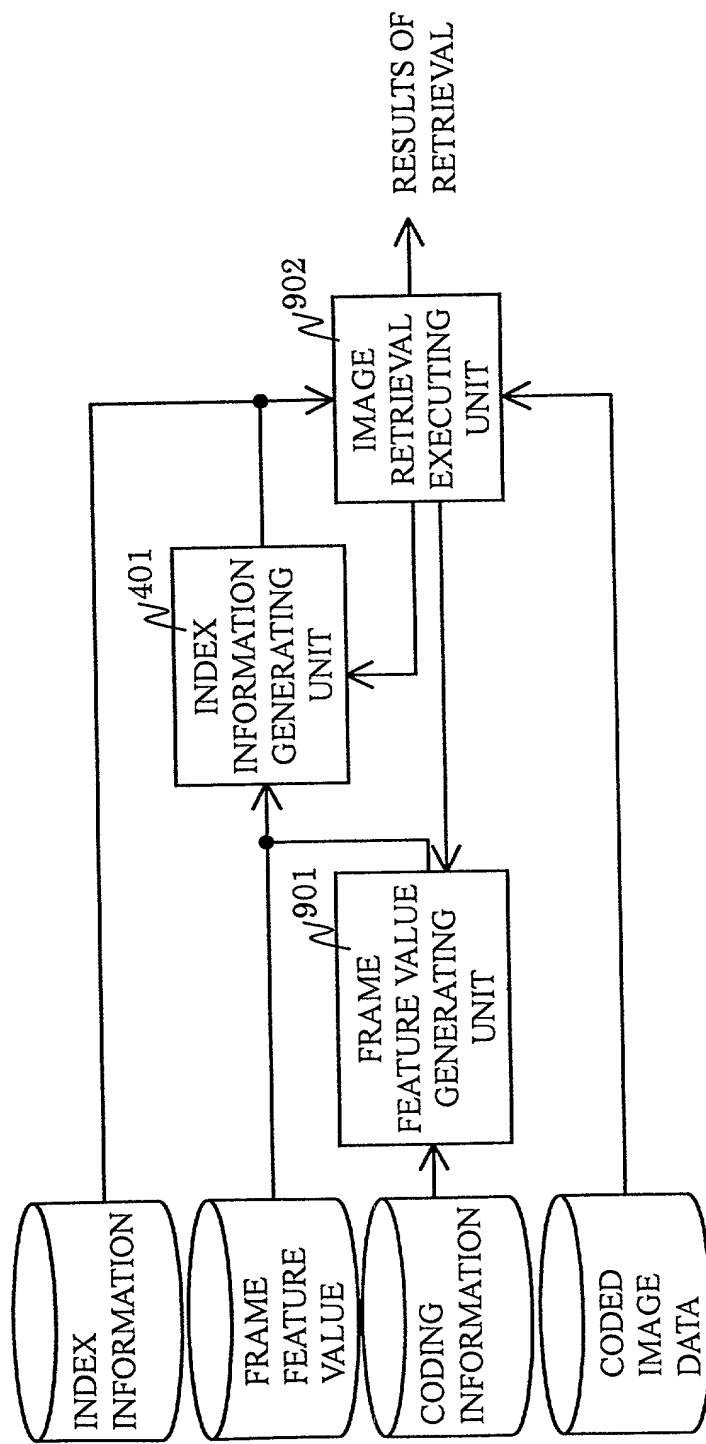 INDEX
INFORMATION
FRAME
FEATURE
VALUE
CODING
INFORMATION
CODED
IMAGE
DATA
901
FRAME
FEATURE VALUE
GENERATING
UNIT
401
INDEX
INFORMATION
GENERATING
UNIT
902
IMAGE
RETRIEVAL
EXECUTING
UNIT
RESULTS OF
RETRIEVAL